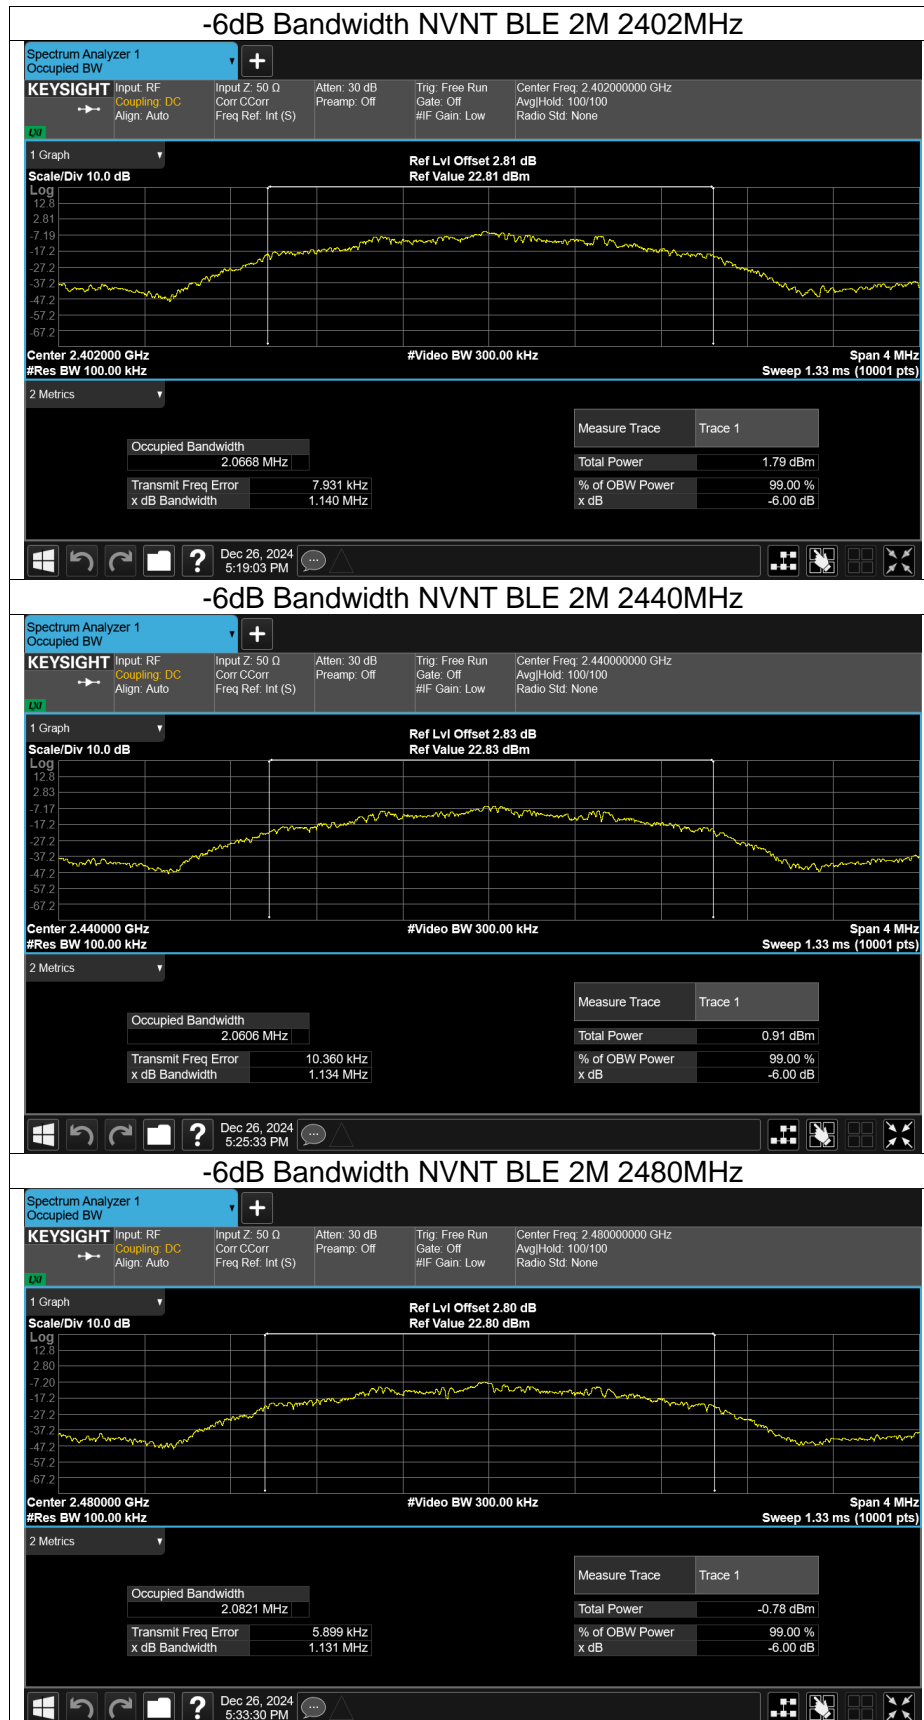 -6dB Bandwidth NVNT BLE 2M 2402MHz
Spectrum Analyzer 1
Occupied BW
KEYSIGHT Input: RF Input Z: 50 Ω Atten: 30 dB Trig: Free Run Center Freq: 2.402000000 GHz
Coupling: DC Corr CCorr Preamp: Off Gate: Off Avg|Hold: 100/100
Align: Auto Freq Ref: Int (S) #IF Gain: Low Radio Std: None
LXI
1 Graph
Ref Lvl Offset 2.81 dB
Scale/Div 10.0 dB Ref Value 22.81 dBm
Log
12.8
2.81
-7.19
-17.2
-27.2
-37.2
-47.2
-57.2
-67.2
Center 2.402000 GHz #Video BW 300.00 kHz Span 4 MHz
#Res BW 100.00 kHz Sweep 1.33 ms (10001 pts)
2 Metrics
Measure Trace Trace 1
Occupied Bandwidth
2.0668 MHz Total Power 1.79 dBm
Transmit Freq Error 7.931 kHz % of OBW Power 99.00 %
x dB Bandwidth 1.140 MHz x dB -6.00 dB
? Dec 26, 2024
5:19:03 PM
-6dB Bandwidth NVNT BLE 2M 2440MHz
Spectrum Analyzer 1
Occupied BW
KEYSIGHT Input: RF Input Z: 50 Ω Atten: 30 dB Trig: Free Run Center Freq: 2.440000000 GHz
Coupling: DC Corr CCorr Preamp: Off Gate: Off Avg|Hold: 100/100
Align: Auto Freq Ref: Int (S) #IF Gain: Low Radio Std: None
LXI
1 Graph
Ref Lvl Offset 2.83 dB
Scale/Div 10.0 dB Ref Value 22.83 dBm
Log
12.8
2.83
-7.17
-17.2
-27.2
-37.2
-47.2
-57.2
-67.2
Center 2.440000 GHz #Video BW 300.00 kHz Span 4 MHz
#Res BW 100.00 kHz Sweep 1.33 ms (10001 pts)
2 Metrics
Measure Trace Trace 1
Occupied Bandwidth
2.0606 MHz Total Power 0.91 dBm
Transmit Freq Error 10.360 kHz % of OBW Power 99.00 %
x dB Bandwidth 1.134 MHz x dB -6.00 dB
? Dec 26, 2024
5:25:33 PM
-6dB Bandwidth NVNT BLE 2M 2480MHz
Spectrum Analyzer 1
Occupied BW
KEYSIGHT Input: RF Input Z: 50 Ω Atten: 30 dB Trig: Free Run Center Freq: 2.480000000 GHz
Coupling: DC Corr CCorr Preamp: Off Gate: Off Avg|Hold: 100/100
Align: Auto Freq Ref: Int (S) #IF Gain: Low Radio Std: None
LXI
1 Graph
Ref Lvl Offset 2.80 dB
Scale/Div 10.0 dB Ref Value 22.80 dBm
Log
12.8
2.80
-7.20
-17.2
-27.2
-37.2
-47.2
-57.2
-67.2
Center 2.480000 GHz #Video BW 300.00 kHz Span 4 MHz
#Res BW 100.00 kHz Sweep 1.33 ms (10001 pts)
2 Metrics
Measure Trace Trace 1
Occupied Bandwidth
2.0821 MHz Total Power -0.78 dBm
Transmit Freq Error 5.899 kHz % of OBW Power 99.00 %
x dB Bandwidth 1.131 MHz x dB -6.00 dB
? Dec 26, 2024
5:33:30 PM